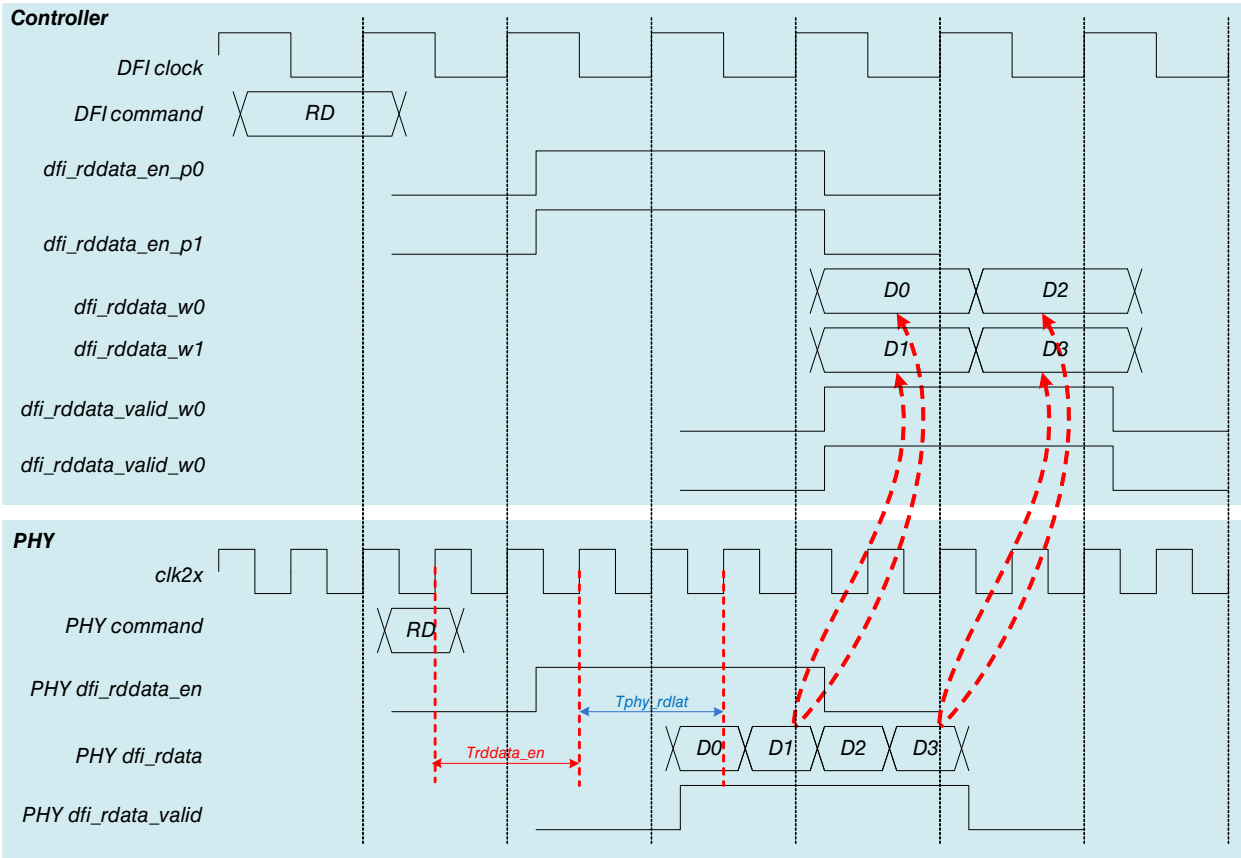 Controller
DFI clock
DFI command RD
dfi_rddata_en_p0
dfi_rddata_en_p1
dfi_rddata_w0 D0 D2
dfi_rddata_w1 D1 D3
dfi_rddata_valid_w0
dfi_rddata_valid_w0
PHY
clk2x
PHY command RD
PHY dfi_rddata_en Tphy_rdlat
PHY dfi_rdata Trddata_en D0 D1 D2 D3
PHY dfi_rdata_valid